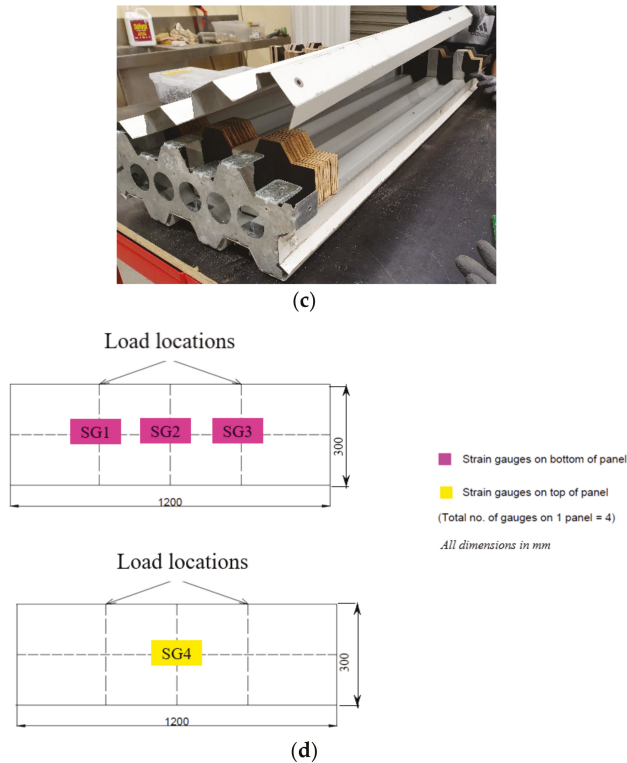 (c)
Load locations
SG1 SG2 SG3
300
1200
Strain gauges on bottom of panel
Strain gauges on top of panel
(Total no. of gauges on 1 panel = 4)
All dimensions in mm
Load locations
SG4
300
1200
(d)